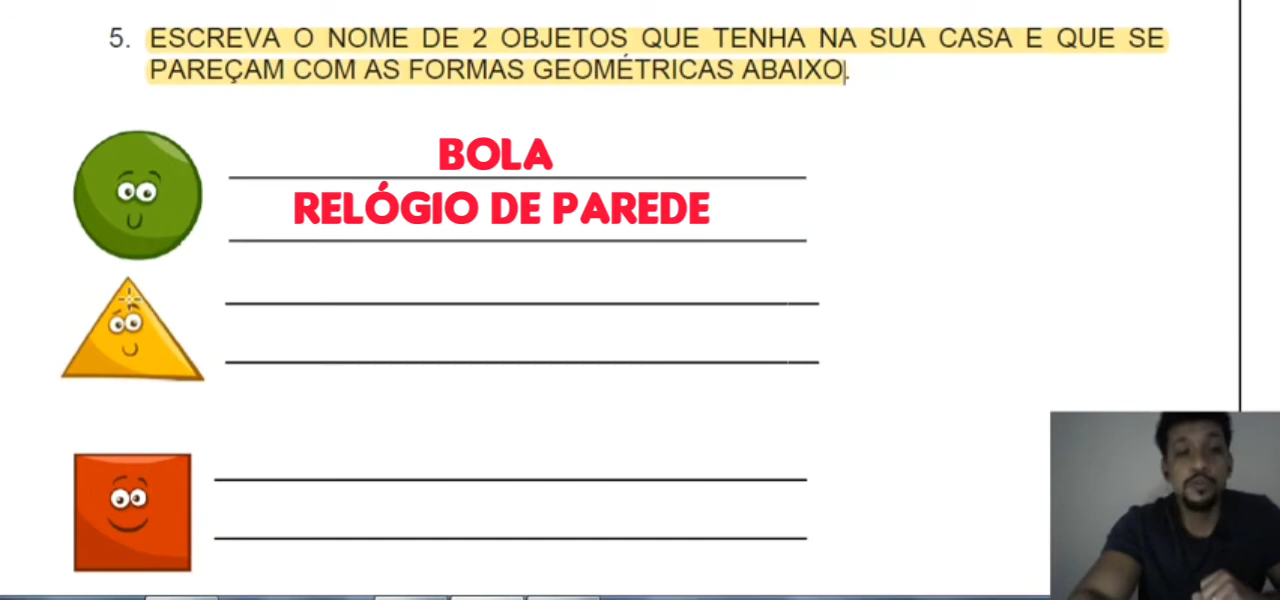 5. ESCREVA O NOME DE 2 OBJETOS QUE TENHA NA SUA CASA E QUE SE
PAREÇAM COM AS FORMAS GEOMÉTRICAS ABAIXO.
BOLA
RELÓGIO DE PAREDE